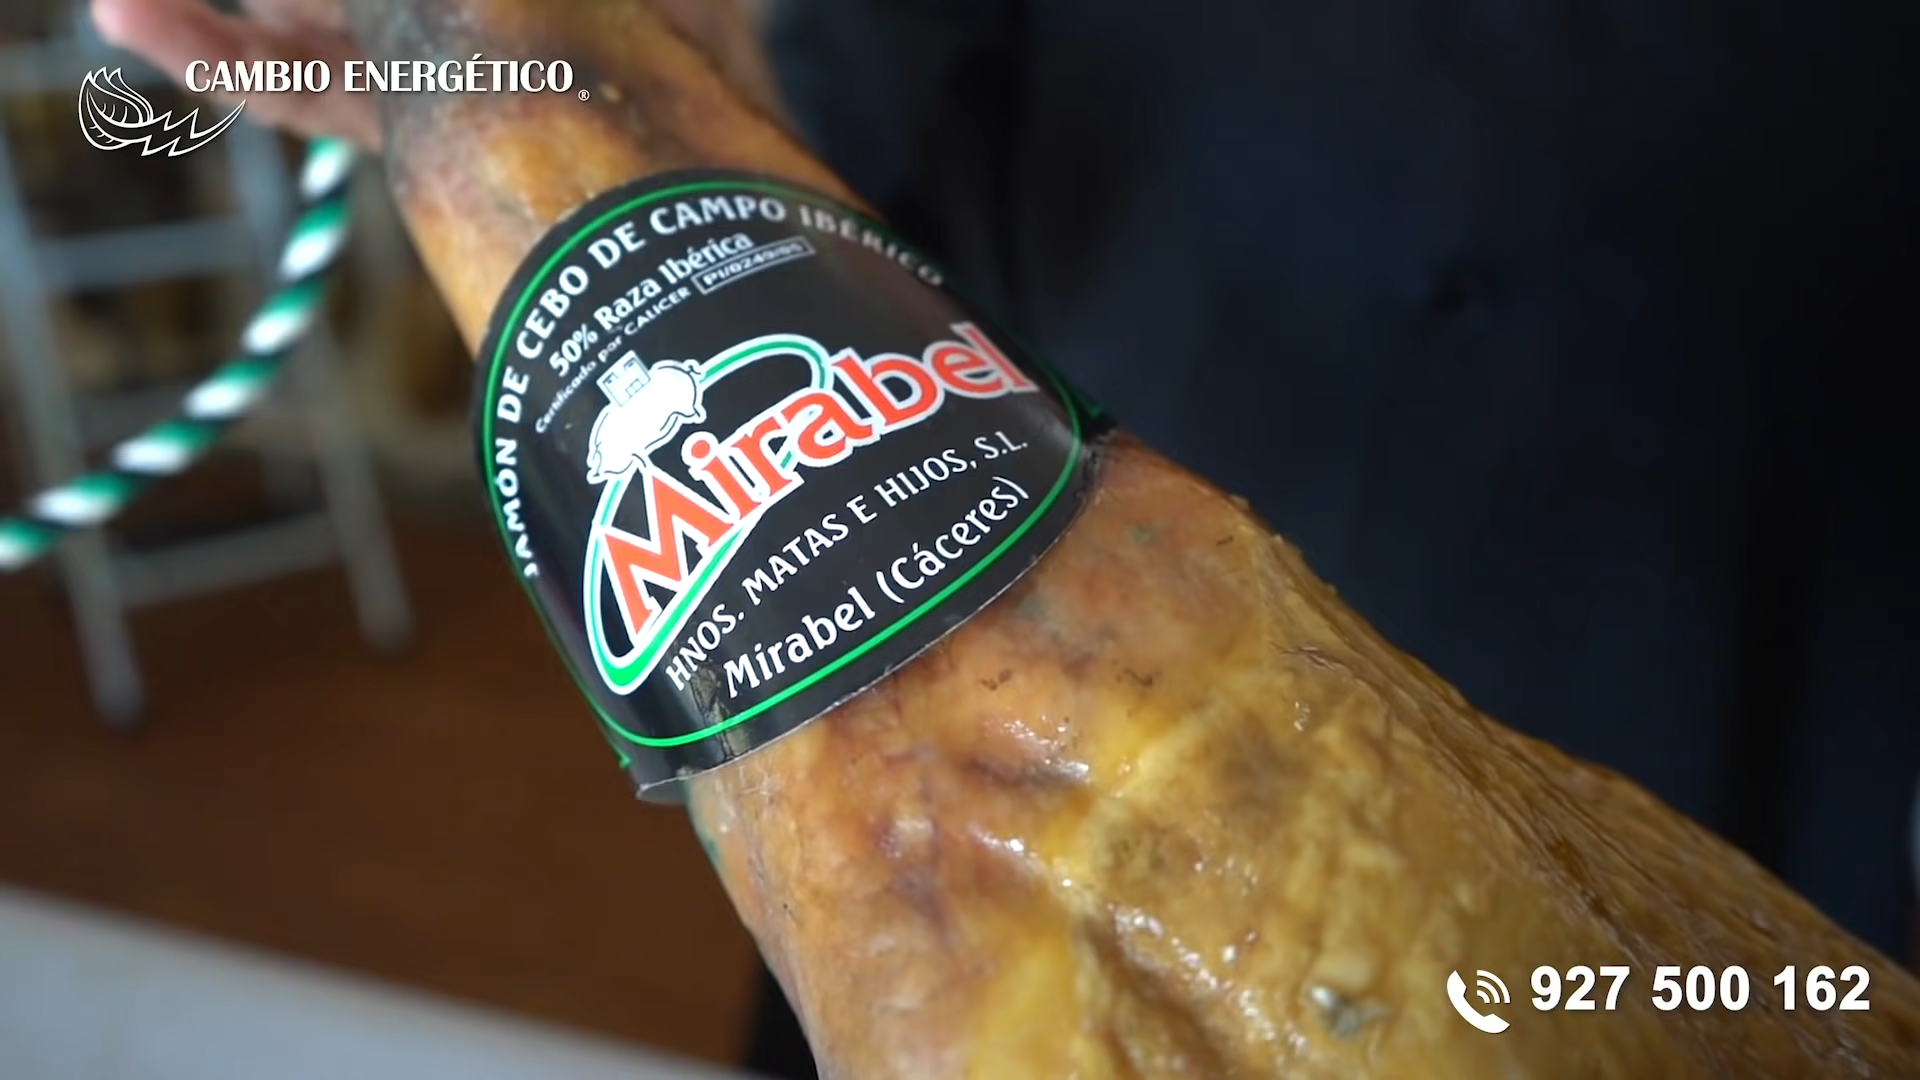 CAMBIO ENERGÉTICO ®
JAMÓN DE CEBO DE CAMPO IBÉRICO
50% Raza Ibérica
Certificado por CALICER
Mirabel
HNOS. MATAS E HIJOS, S.L.
Mirabel (Cáceres)
927 500 162